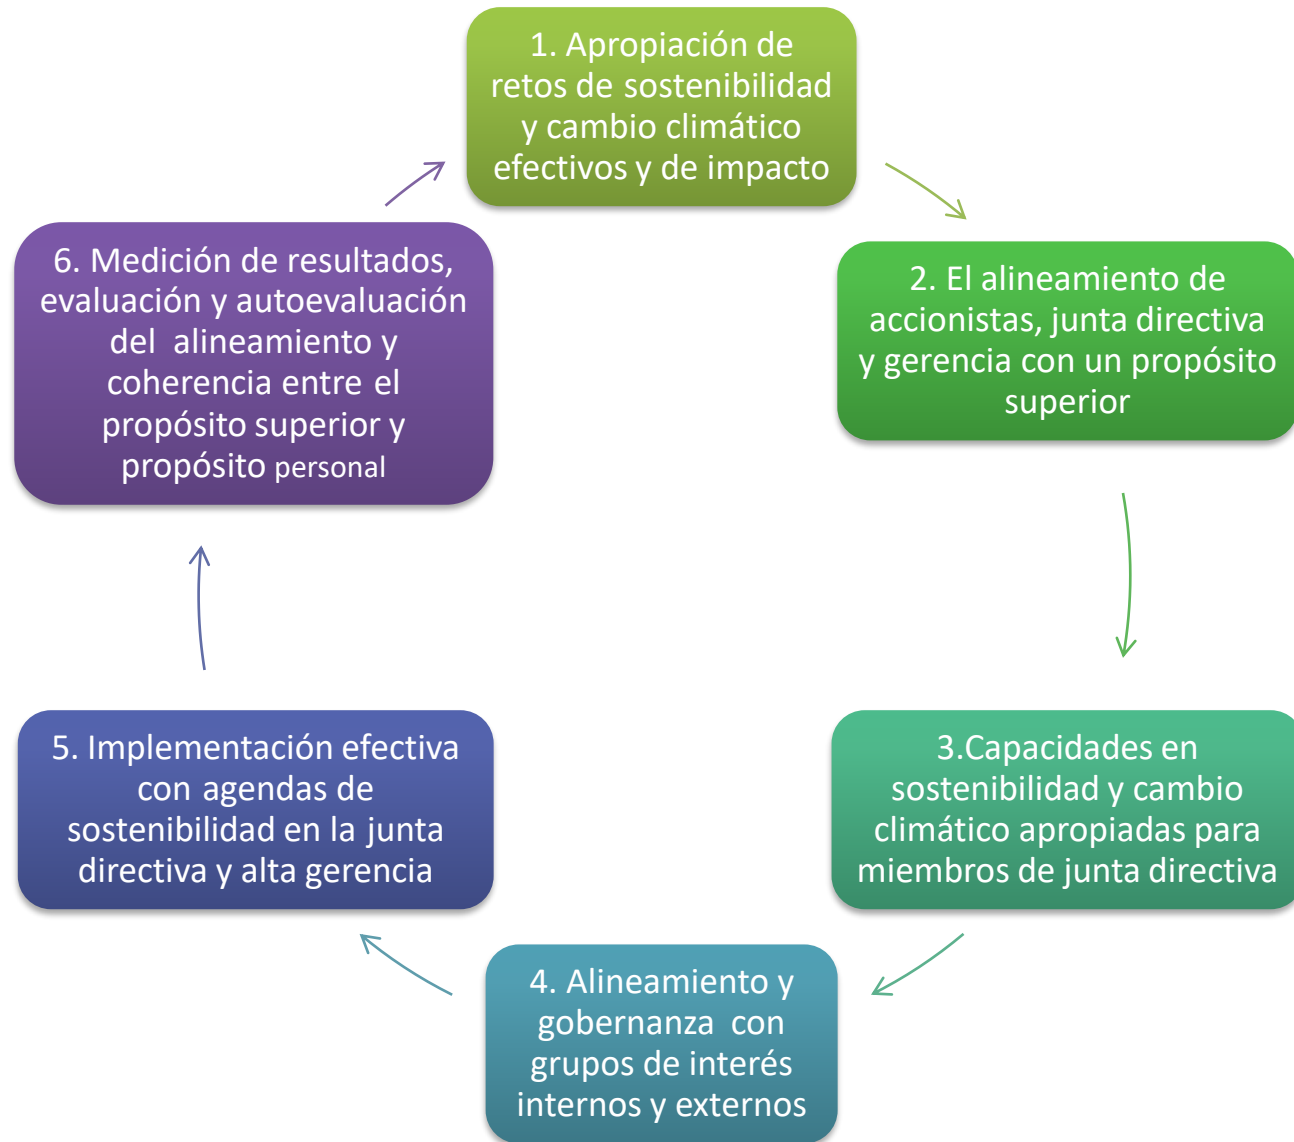 1. Apropiación de
retos de sostenibilidad
y cambio climático
efectivos y de impacto
2. El alineamiento de
accionistas, junta directiva
y gerencia con un propósito
superior
3.Capacidades en
sostenibilidad y cambio
climático apropiadas para
miembros de junta directiva
4. Alineamiento y
gobernanza con
grupos de interés
internos y externos
5. Implementación efectiva
con agendas de
sostenibilidad en la junta
directiva y alta gerencia
6. Medición de resultados,
evaluación y autoevaluación
del alineamiento y
coherencia entre el
propósito superior y
propósito personal